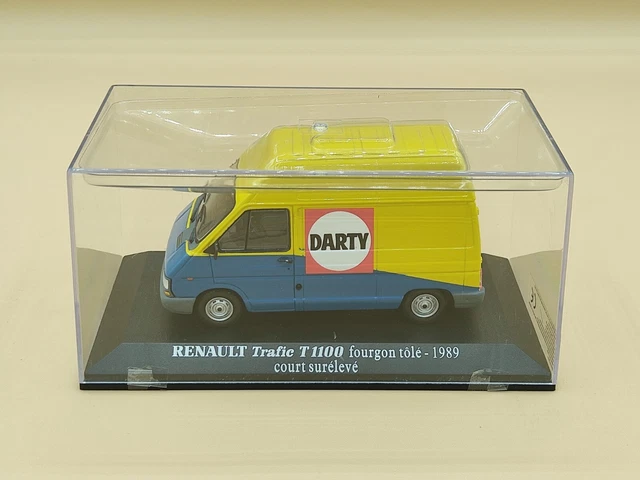 DARTY
RENAULT Trafic T1100 fourgon tôlé - 1989
court surélevé